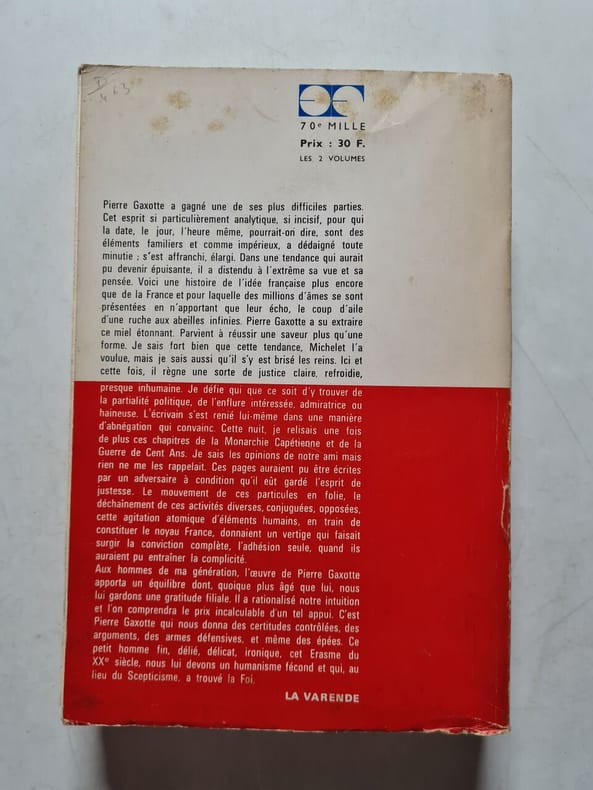 70e MILLE
Prix : 30 F.
LES 2 VOLUMES
Pierre Gaxotte a gagné une de ses plus difficiles parties.
Cet esprit si particulièrement analytique, si incisif, pour qui
la date, le jour, l'heure même, pourrait-on dire, sont des
éléments familiers et comme impérieux, a dédaigné toute
minutie ; s'est affranchi, élargi. Dans une tendance qui aurait
pu devenir épuisante, il a distendu à l'extrême sa vue et sa
pensée. Voici une histoire de l'idée française plus encore
que de la France et pour laquelle des millions d'âmes se sont
présentées en n'apportant que leur écho, le coup d'aile
d'une ruche aux abeilles infinies. Pierre Gaxotte a su extraire
ce miel étonnant. Parvient à réussir une saveur plus qu'une
forme. Je sais fort bien que cette tendance, Michelet l'a
voulue, mais je sais aussi qu'il s'y est brisé les reins. Ici et
cette fois, il règne une sorte de justice claire, refroidie,
presque inhumaine. Je défie qui que ce soit d'y trouver de
la partialité politique, de l'enflure intéressée, admiratrice ou
haineuse. L'écrivain s'est renié lui-même dans une manière
d'abnégation qui convainc. Cette nuit, je relisais une fois
de plus ces chapitres de la Monarchie Capétienne et de la
Guerre de Cent Ans. Je sais les opinions de notre ami mais
rien ne me les rappelait. Ces pages auraient pu être écrites
par un adversaire à condition qu'il eût gardé l'esprit de
justesse. Le mouvement de ces particules en folie, le
déchaînement de ces activités diverses, conjuguées, opposées,
cette agitation atomique d'éléments humains, en train de
constituer le noyau France, donnaient un vertige qui faisait
surgir la conviction complète, l'adhésion seule, quand ils
auraient pu entraîner la complicité.
Aux hommes de ma génération, l'œuvre de Pierre Gaxotte
apporta un équilibre dont, quoique plus âgé que lui, nous
lui gardons une gratitude filiale. Il a rationalisé notre intuition
et l'on comprendra le prix incalculable d'un tel appui. C'est
Pierre Gaxotte qui nous donna des certitudes contrôlées, des
arguments, des armes défensives, et même des épées. Ce
petit homme fin, délié, délicat, ironique, cet Erasme du
XXe siècle, nous lui devons un humanisme fécond et qui, au
lieu du Scepticisme, a trouvé la Foi.
LA VARENDE